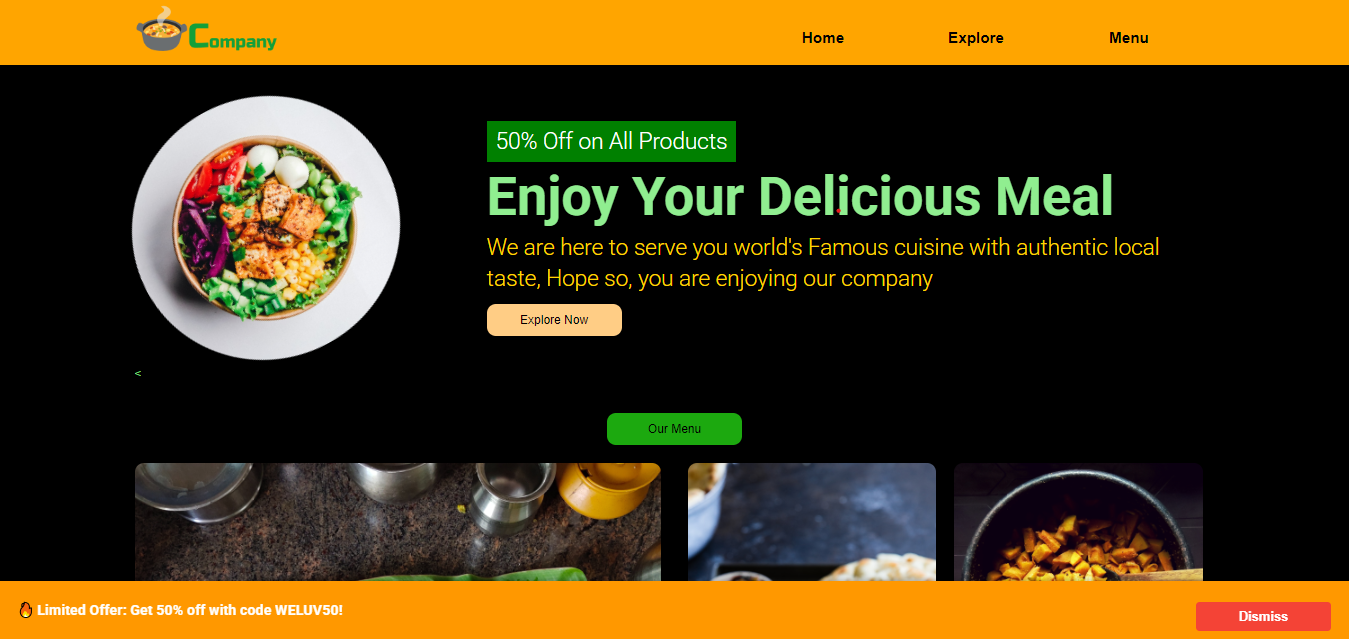 Company
Home Explore Menu
50% Off on All Products
Enjoy Your Delicious Meal
We are here to serve you world's Famous cuisine with authentic local
taste, Hope so, you are enjoying our company
Explore Now
<
Our Menu
🔥 Limited Offer: Get 50% off with code WELUV50!
Dismiss